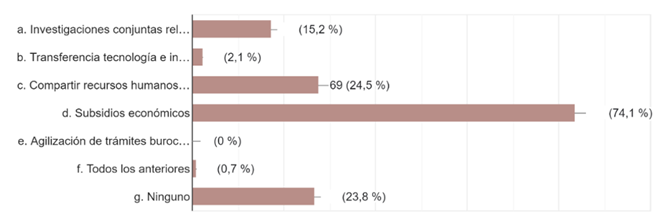 a. Investigaciones conjuntas rel… (15,2 %)
b. Transferencia tecnología e in… (2,1 %)
c. Compartir recursos humanos… 69 (24,5 %)
d. Subsidios económicos (74,1 %)
e. Agilización de trámites buroc… (0 %)
f. Todos los anteriores (0,7 %)
g. Ninguno (23,8 %)